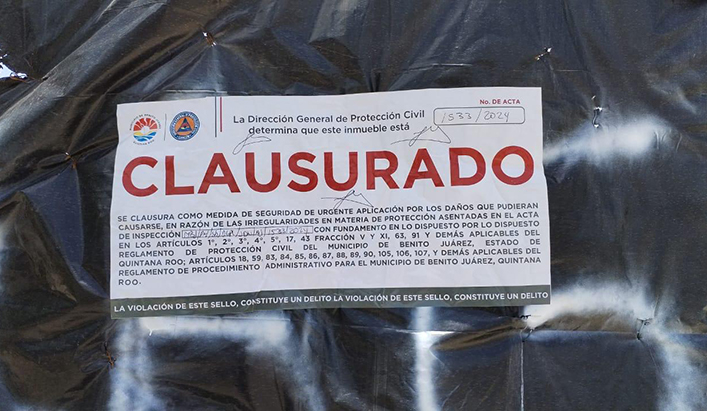 No. DE ACTA
La Dirección General de Protección Civil
1533/2024
determina que este inmueble está
CLAUSURADO
SE CLAUSURA COMO MEDIDA DE SEGURIDAD DE URGENTE APLICACIÓN POR LOS DAÑOS QUE PUDIERAN
CAUSARSE, EN RAZÓN DE LAS IRREGULARIDADES EN MATERIA DE PROTECCIÓN ASENTADAS EN EL ACTA
DE INSPECCIÓN CON FUNDAMENTO EN LO DISPUESTO POR LO DISPUESTO
EN LOS ARTÍCULOS 1°, 2°, 3°, 4°, 5°, 17, 43 FRACCIÓN V Y XI, 63, 91 Y DEMÁS APLICABLES DEL
REGLAMENTO DE PROTECCIÓN CIVIL DEL MUNICIPIO DE BENITO JUÁREZ, ESTADO DE
QUINTANA ROO; ARTÍCULOS 18, 59, 83, 84, 85, 86, 87, 88, 89, 90, 105, 106, 107, Y DEMÁS APLICABLES DEL
REGLAMENTO DE PROCEDIMIENTO ADMINISTRATIVO PARA EL MUNICIPIO DE BENITO JUÁREZ, QUINTANA
ROO.
LA VIOLACIÓN DE ESTE SELLO, CONSTITUYE UN DELITO LA VIOLACIÓN DE ESTE SELLO, CONSTITUYE UN DELITO